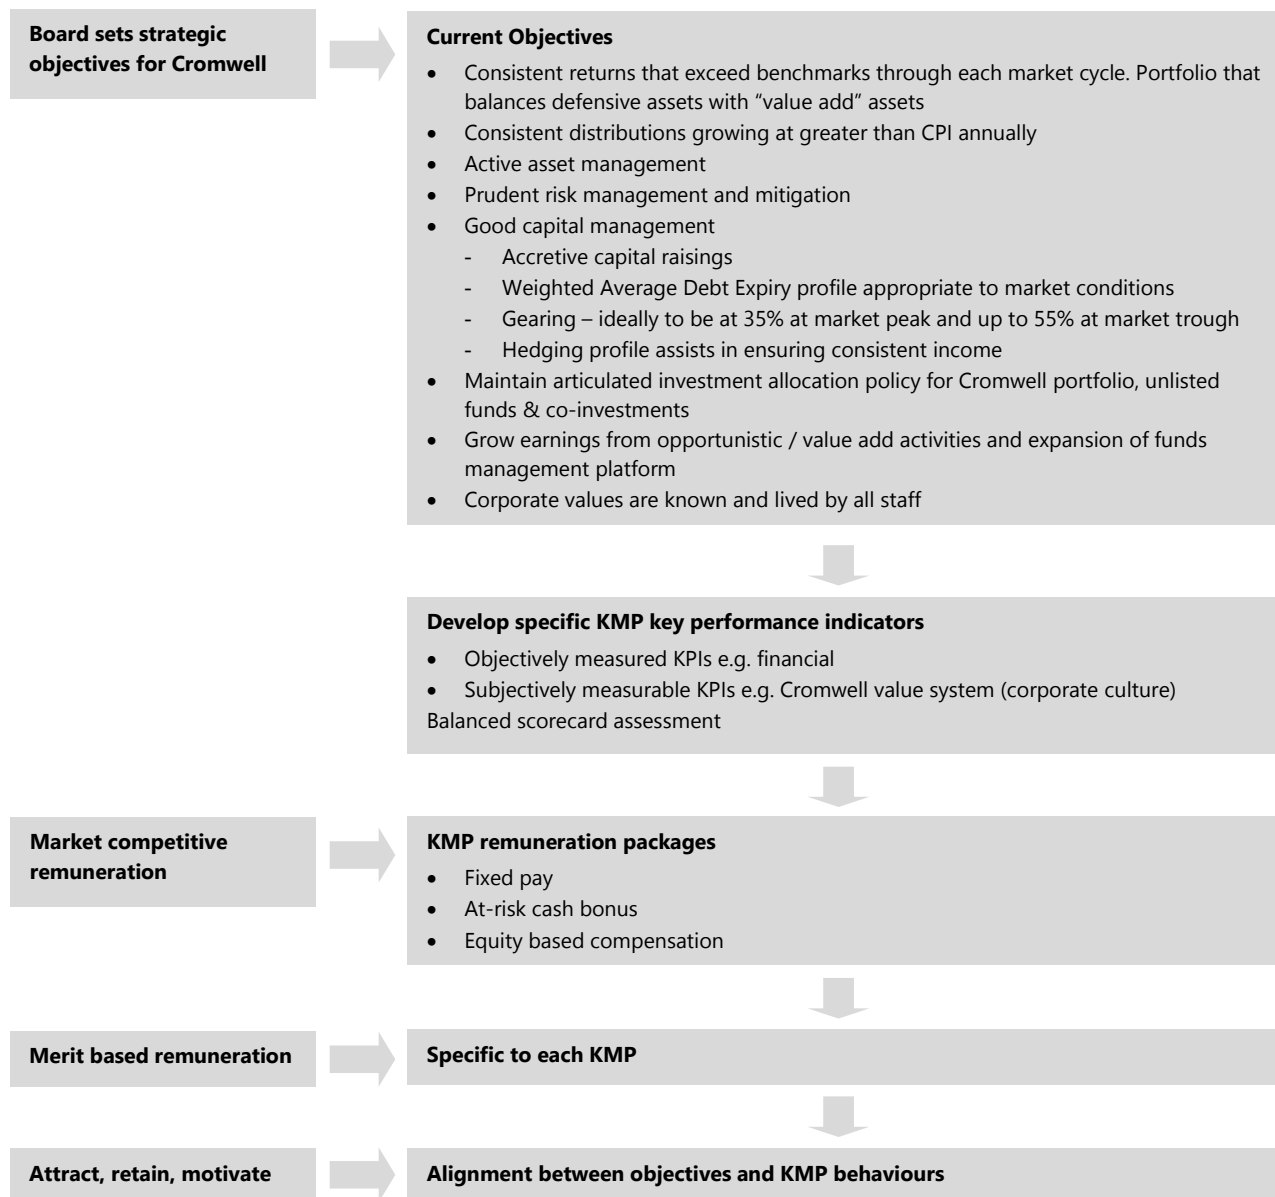 Board sets strategic
objectives for Cromwell
Current Objectives
• Consistent returns that exceed benchmarks through each market cycle. Portfolio that
balances defensive assets with “value add” assets
• Consistent distributions growing at greater than CPI annually
• Active asset management
• Prudent risk management and mitigation
• Good capital management
- Accretive capital raisings
- Weighted Average Debt Expiry profile appropriate to market conditions
- Gearing – ideally to be at 35% at market peak and up to 55% at market trough
- Hedging profile assists in ensuring consistent income
• Maintain articulated investment allocation policy for Cromwell portfolio, unlisted
funds & co-investments
• Grow earnings from opportunistic / value add activities and expansion of funds
management platform
• Corporate values are known and lived by all staff
Develop specific KMP key performance indicators
• Objectively measured KPIs e.g. financial
• Subjectively measurable KPIs e.g. Cromwell value system (corporate culture)
Balanced scorecard assessment
Market competitive
remuneration
KMP remuneration packages
• Fixed pay
• At-risk cash bonus
• Equity based compensation
Merit based remuneration
Specific to each KMP
Attract, retain, motivate
Alignment between objectives and KMP behaviours